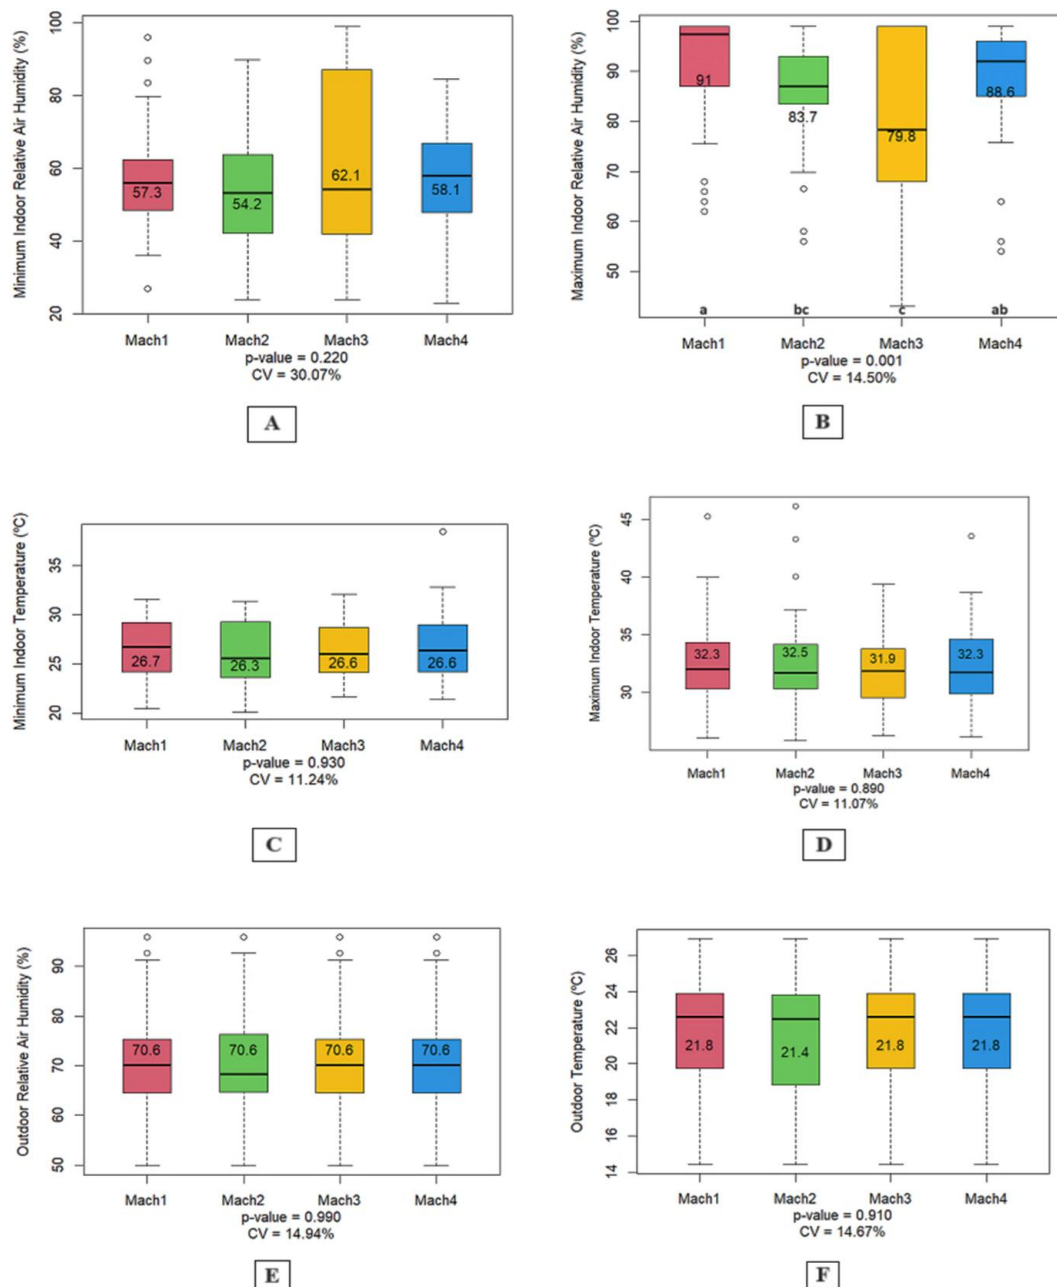 Minimum Indoor Relative Air Humidity (%)
100
80
60
40
20
57.3
54.2
62.1
58.1
Mach1 Mach2 Mach3 Mach4
p-value = 0.220
CV = 30.07%
A
Maximum Indoor Relative Air Humidity (%)
100
90
80
70
60
50
91
83.7
79.8
88.6
a bc c ab
Mach1 Mach2 Mach3 Mach4
p-value = 0.001
CV = 14.50%
B
Minimum Indoor Temperature (ºC)
35
30
25
20
26.7 26.3 26.6 26.6
Mach1 Mach2 Mach3 Mach4
p-value = 0.930
CV = 11.24%
C
Maximum Indoor Temperature (ºC)
45
40
35
30
32.3 32.5 31.9 32.3
Mach1 Mach2 Mach3 Mach4
p-value = 0.890
CV = 11.07%
D
Outdoor Relative Air Humidity (%)
90
80
70
60
50
70.6 70.6 70.6 70.6
Mach1 Mach2 Mach3 Mach4
p-value = 0.990
CV = 14.94%
E
Outdoor Temperature (ºC)
26
24
22
20
18
16
14
21.8 21.4 21.8 21.8
Mach1 Mach2 Mach3 Mach4
p-value = 0.910
CV = 14.67%
F